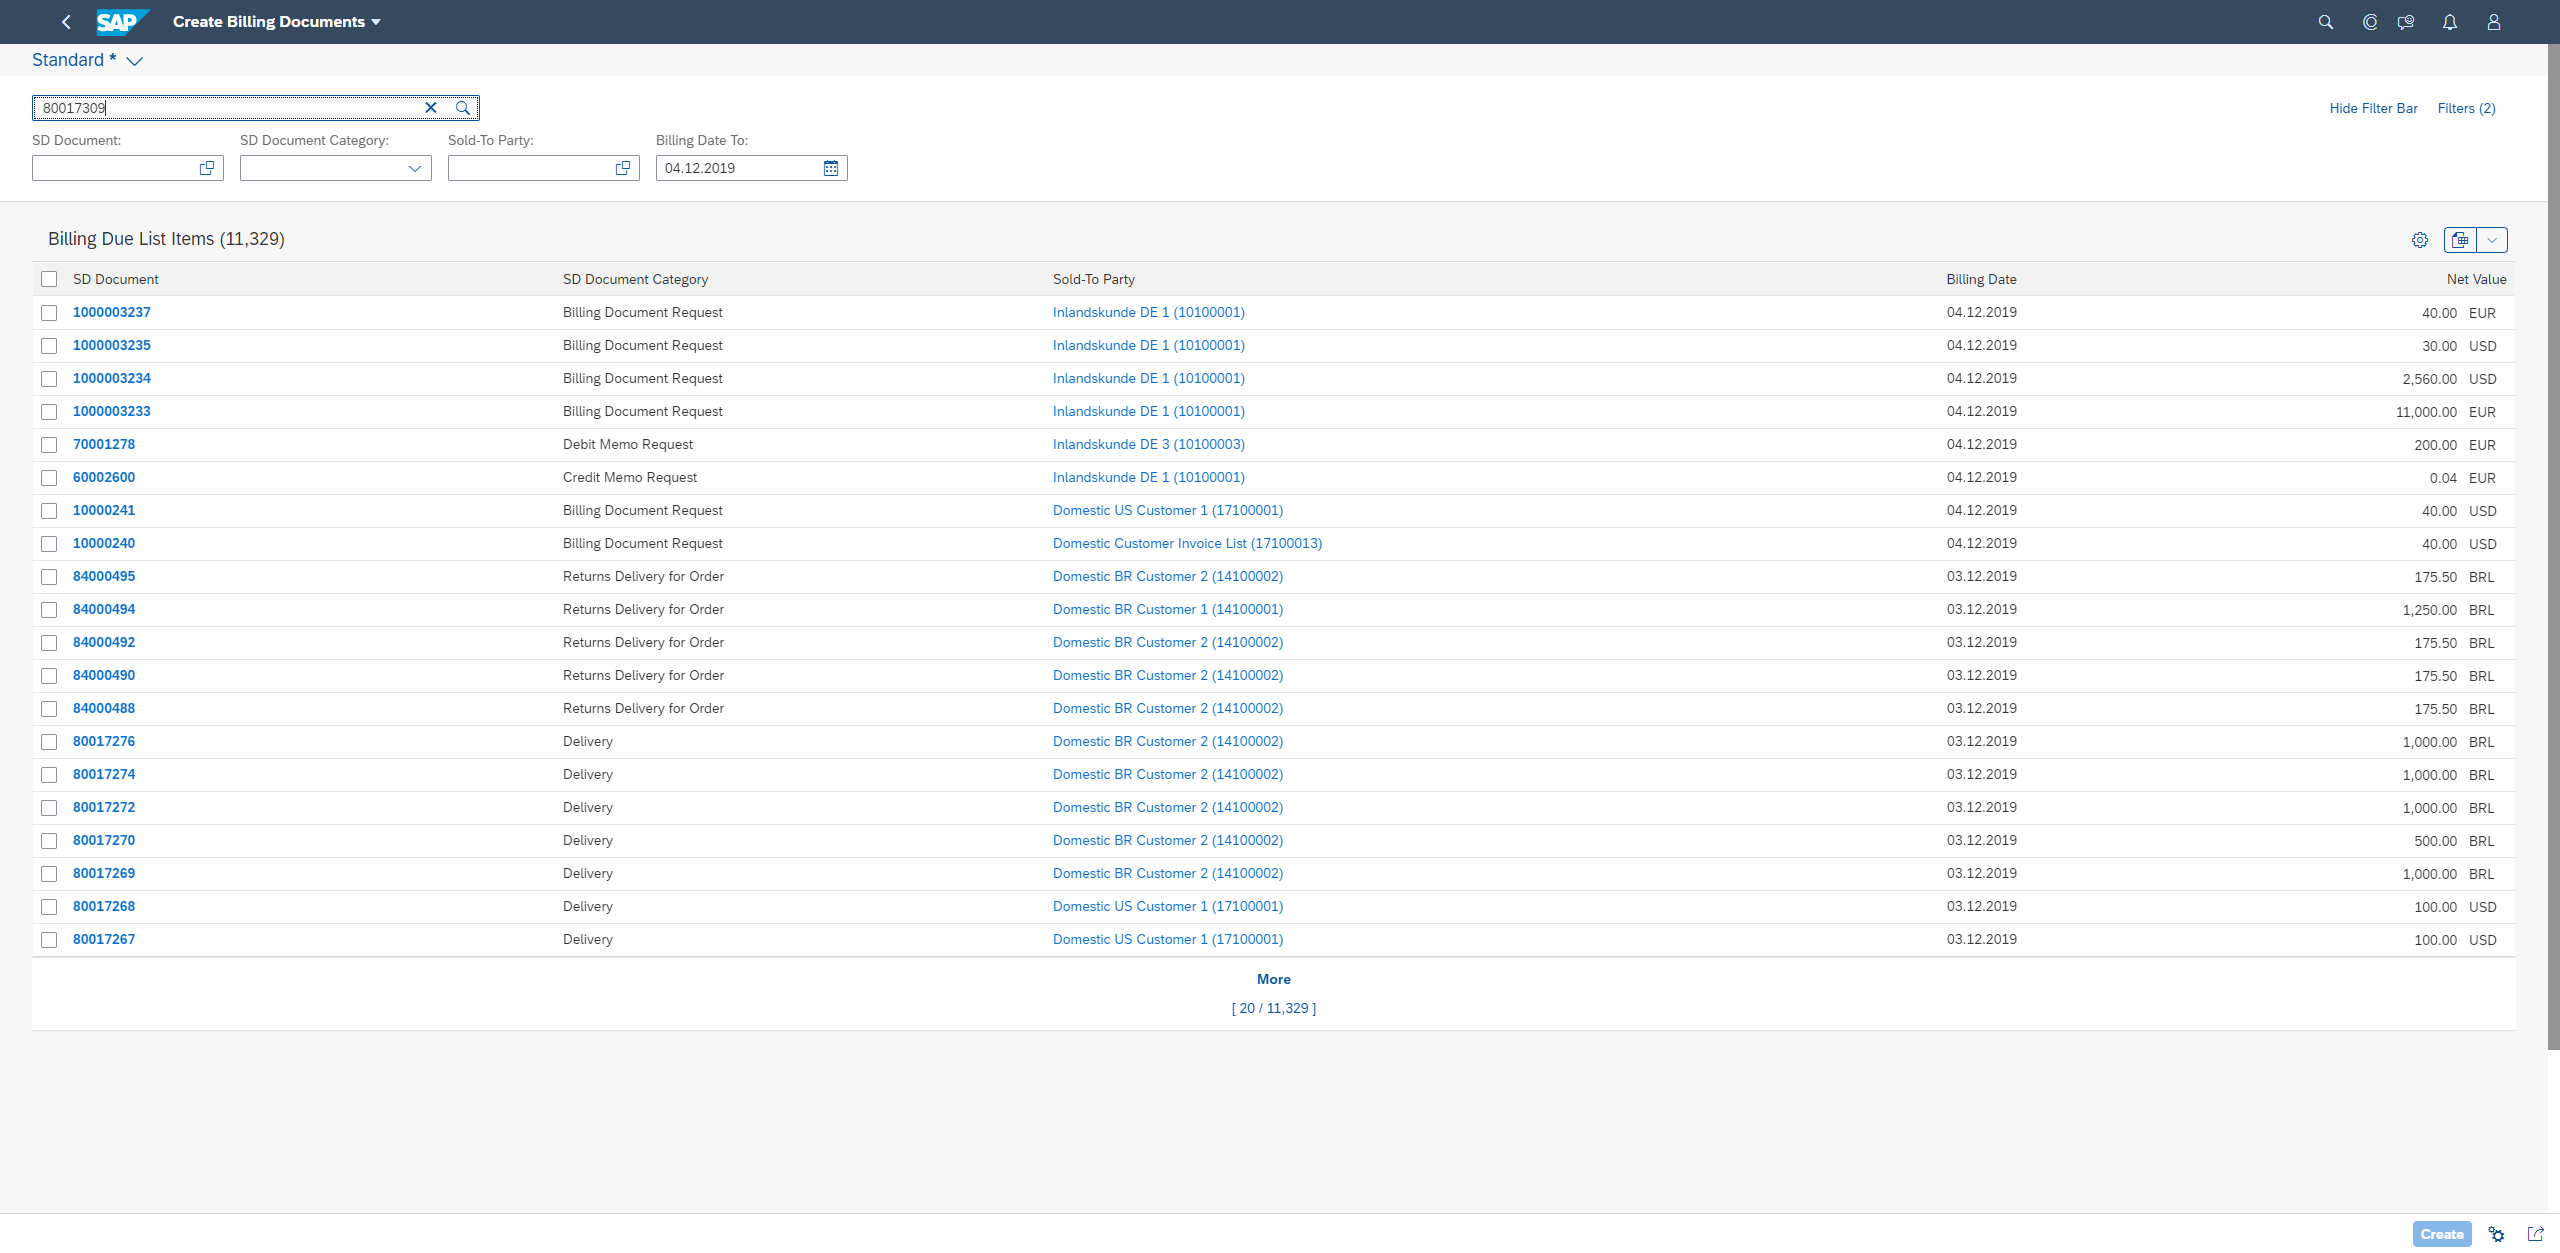 SAP Create Billing Documents
Standard *
80017309
Hide Filter Bar Filters (2)
SD Document: SD Document Category: Sold-To Party: Billing Date To:
04.12.2019
Billing Due List Items (11,329)
SD Document SD Document Category Sold-To Party Billing Date Net Value
1000003237 Billing Document Request Inlandskunde DE 1 (10100001) 04.12.2019 40.00 EUR
1000003235 Billing Document Request Inlandskunde DE 1 (10100001) 04.12.2019 30.00 USD
1000003234 Billing Document Request Inlandskunde DE 1 (10100001) 04.12.2019 2,560.00 USD
1000003233 Billing Document Request Inlandskunde DE 1 (10100001) 04.12.2019 11,000.00 EUR
70001278 Debit Memo Request Inlandskunde DE 3 (10100003) 04.12.2019 200.00 EUR
60002600 Credit Memo Request Inlandskunde DE 1 (10100001) 04.12.2019 0.04 EUR
10000241 Billing Document Request Domestic US Customer 1 (17100001) 04.12.2019 40.00 USD
10000240 Billing Document Request Domestic Customer Invoice List (17100013) 04.12.2019 40.00 USD
84000495 Returns Delivery for Order Domestic BR Customer 2 (14100002) 03.12.2019 175.50 BRL
84000494 Returns Delivery for Order Domestic BR Customer 1 (14100001) 03.12.2019 1,250.00 BRL
84000492 Returns Delivery for Order Domestic BR Customer 2 (14100002) 03.12.2019 175.50 BRL
84000490 Returns Delivery for Order Domestic BR Customer 2 (14100002) 03.12.2019 175.50 BRL
84000488 Returns Delivery for Order Domestic BR Customer 2 (14100002) 03.12.2019 175.50 BRL
80017276 Delivery Domestic BR Customer 2 (14100002) 03.12.2019 1,000.00 BRL
80017274 Delivery Domestic BR Customer 2 (14100002) 03.12.2019 1,000.00 BRL
80017272 Delivery Domestic BR Customer 2 (14100002) 03.12.2019 1,000.00 BRL
80017270 Delivery Domestic BR Customer 2 (14100002) 03.12.2019 500.00 BRL
80017269 Delivery Domestic BR Customer 2 (14100002) 03.12.2019 1,000.00 BRL
80017268 Delivery Domestic US Customer 1 (17100001) 03.12.2019 100.00 USD
80017267 Delivery Domestic US Customer 1 (17100001) 03.12.2019 100.00 USD
More
[ 20 / 11,329 ]
Create